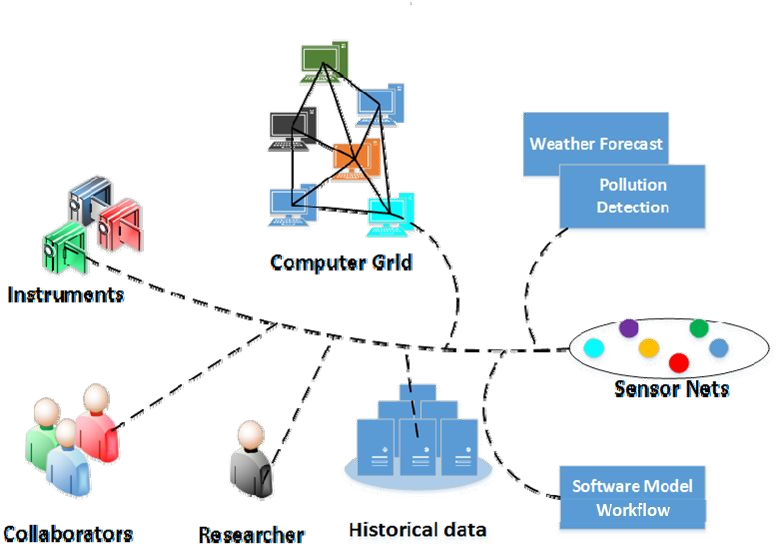 Weather Forecast
Pollution
Detection
Computer Grid
Instruments
Sensor Nets
Software Model
Workflow
Collaborators
Researcher
Historical data